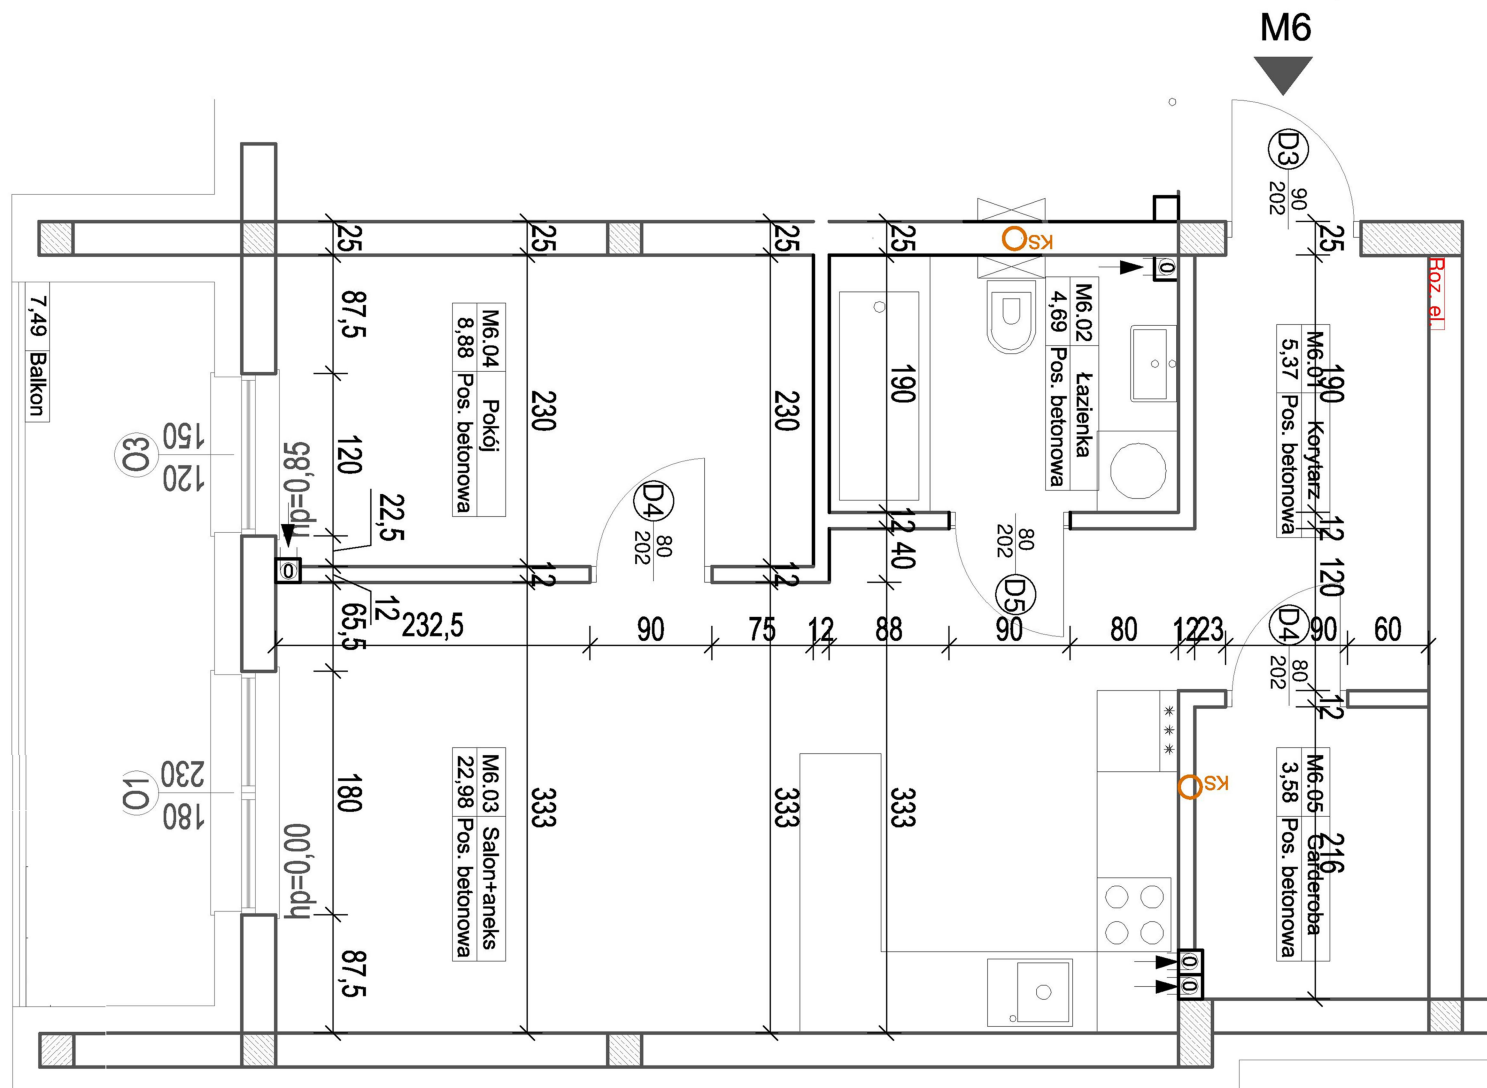 M6
D3
90
202
25
25
25
25
25
KS
Roz. el.
87,5
M6.04 Pokój
8,88 Pos. betonowa
M6.02 Łazienka
4,69 Pos. betonowa
M6.01 Korytarz
5,37 Pos. betonowa
7,49 Balkon
190
190
230
230
120
O3
150
120
hp=0,85
22,5
D4
80
202
12
40
80
202
D5
12
120
12
12
12
65,5
232,5
90
75
12
88
90
80
12
23
90
60
D4
80
202
12
KS
O1
230
180
hp=0,00
180
M6.03 Salon+aneks
22,98 Pos. betonowa
333
333
333
M6.05 Garderoba
3,58 Pos. betonowa
216
87,5
0
0
0
0